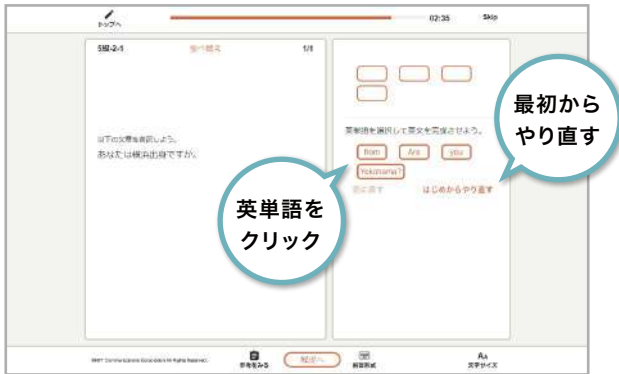 トップへ
02:35
Skip
5級-2-1
並べ替え
1/1
以下の文章を英訳しよう。
あなたは横浜出身ですか。
英単語を選択して英文を完成させよう。
from
Are
you
Yokohama?
元に戻す
はじめからやり直す
最初から
やり直す
英単語を
クリック
参考をみる
解説へ
解答形式
AA
文字サイズ